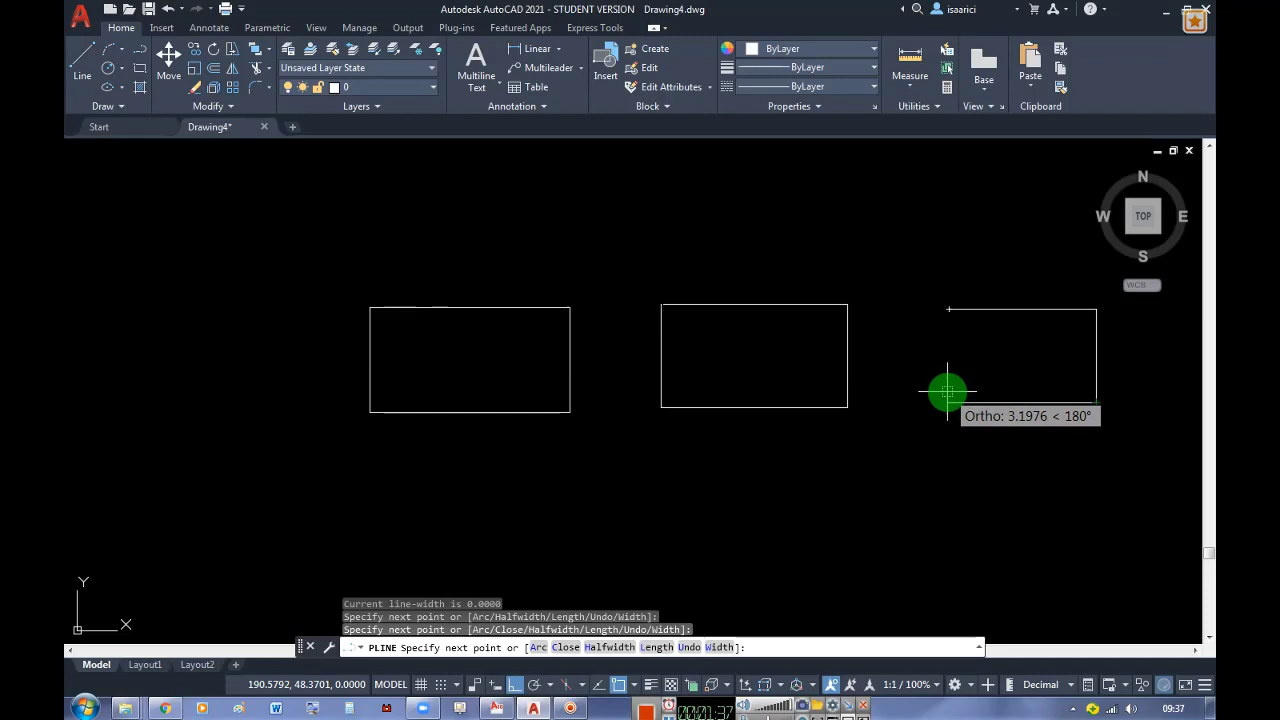 Autodesk AutoCAD 2021 - STUDENT VERSION Drawing4.dwg
isaarici
Home Insert Annotate Parametric View Manage Output Plug-ins Featured Apps Express Tools
Line
Move
Multiline
Text
Linear
Multileader
Table
Insert
Create
Edit
Edit Attributes
Unsaved Layer State
0
ByLayer
ByLayer
ByLayer
Measure
Base
Paste
Draw Modify Layers Annotation Block Properties Utilities View Clipboard
Start Drawing4*
N
W TOP E
S
WCS
Ortho: 3.1976 < 180°
Y
X
Current line-width is 0.0000
Specify next point or [Arc/Halfwidth/Length/Undo/Width]:
Specify next point or [Arc/Close/Halfwidth/Length/Undo/Width]:
PLINE Specify next point or [Arc Close Halfwidth Length Undo Width]:
Model Layout1 Layout2
190.5792, 48.3701, 0.0000 MODEL 1:1 / 100% Decimal
00:01:37
09:37